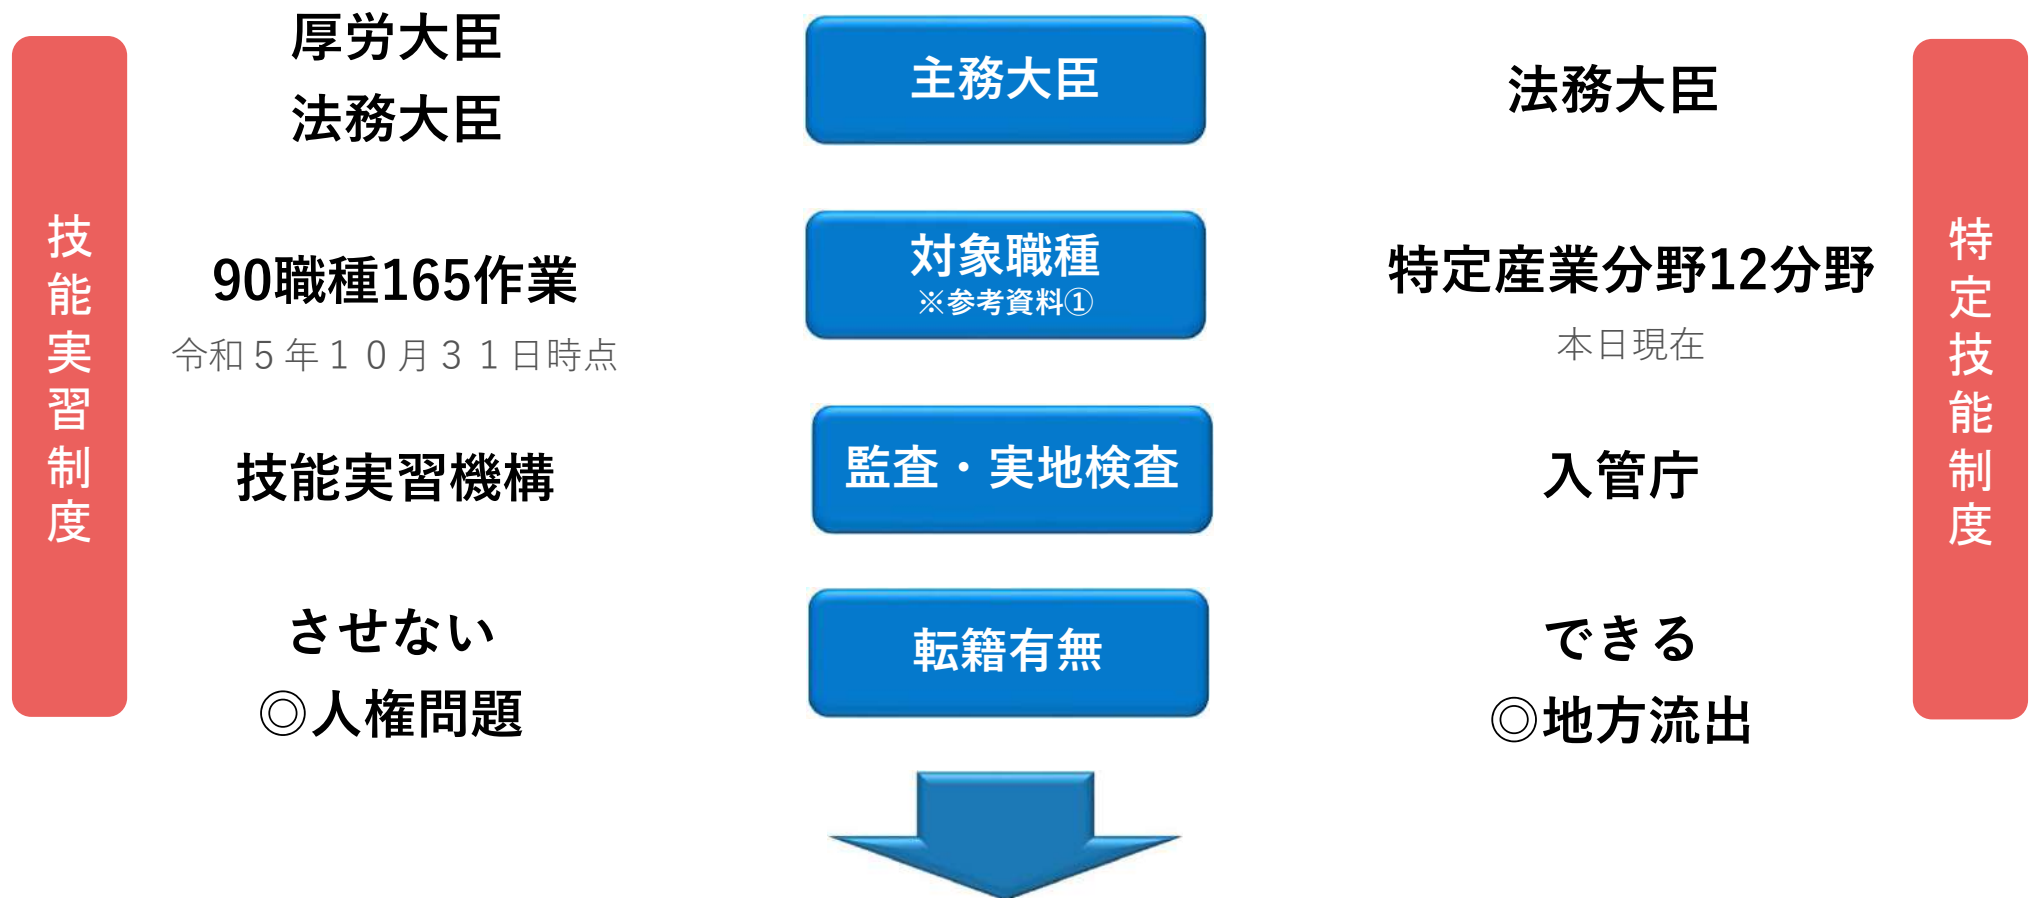 技能実習制度
厚労大臣
法務大臣
主務大臣
法務大臣
90職種165作業
令和５年１０月３１日時点
対象職種
※参考資料①
特定産業分野12分野
本日現在
技能実習機構
監査・実地検査
入管庁
させない
◎人権問題
転籍有無
できる
◎地方流出
特定技能制度